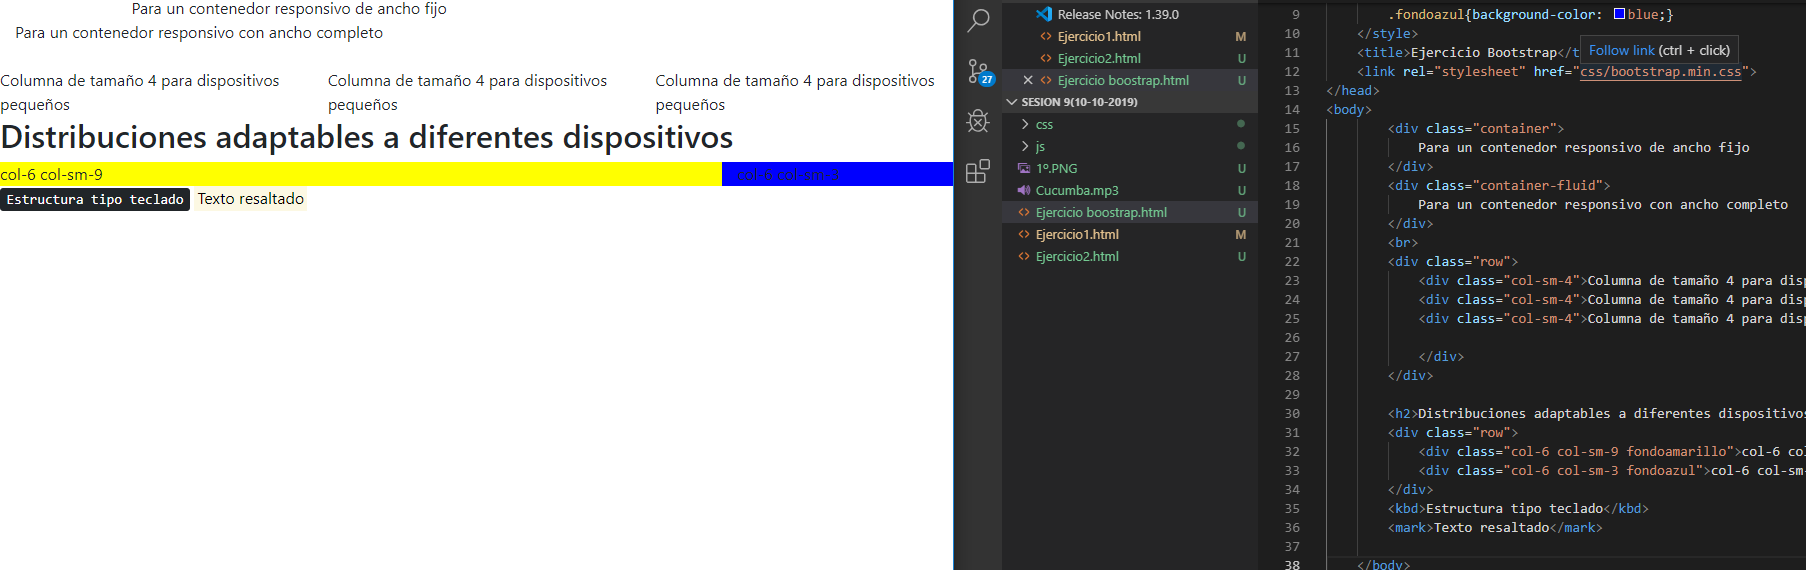 Para un contenedor responsivo de ancho fijo
Para un contenedor responsivo con ancho completo
Columna de tamaño 4 para dispositivos pequeños
Columna de tamaño 4 para dispositivos pequeños
Columna de tamaño 4 para dispositivos pequeños
Distribuciones adaptables a diferentes dispositivos
col-6 col-sm-9
col-6 col-sm-
Estructura tipo teclado Texto resaltado
27
Release Notes: 1.39.0
Ejercicio1.html M
Ejercicio2.html U
Ejercicio boostrap.html U
SESION 9(10-10-2019)
css
js
1º.PNG U
Cucumba.mp3 U
Ejercicio boostrap.html U
Ejercicio1.html M
Ejercicio2.html U
9 .fondoazul{background-color: blue;}
10 </style>
11 <title>Ejercicio Bootstrap</t
Follow link (ctrl + click)
12 <link rel="stylesheet" href="css/bootstrap.min.css">
13 </head>
14 <body>
15 <div class="container">
16 Para un contenedor responsivo de ancho fijo
17 </div>
18 <div class="container-fluid">
19 Para un contenedor responsivo con ancho completo
20 </div>
21 <br>
22 <div class="row">
23 <div class="col-sm-4">Columna de tamaño 4 para disp
24 <div class="col-sm-4">Columna de tamaño 4 para disp
25 <div class="col-sm-4">Columna de tamaño 4 para disp
26
27 </div>
28 </div>
29
30 <h2>Distribuciones adaptables a diferentes dispositivos
31 <div class="row">
32 <div class="col-6 col-sm-9 fondoamarillo">col-6 col
33 <div class="col-6 col-sm-3 fondoazul">col-6 col-sm-
34 </div>
35 <kbd>Estructura tipo teclado</kbd>
36 <mark>Texto resaltado</mark>
37
38 </body>